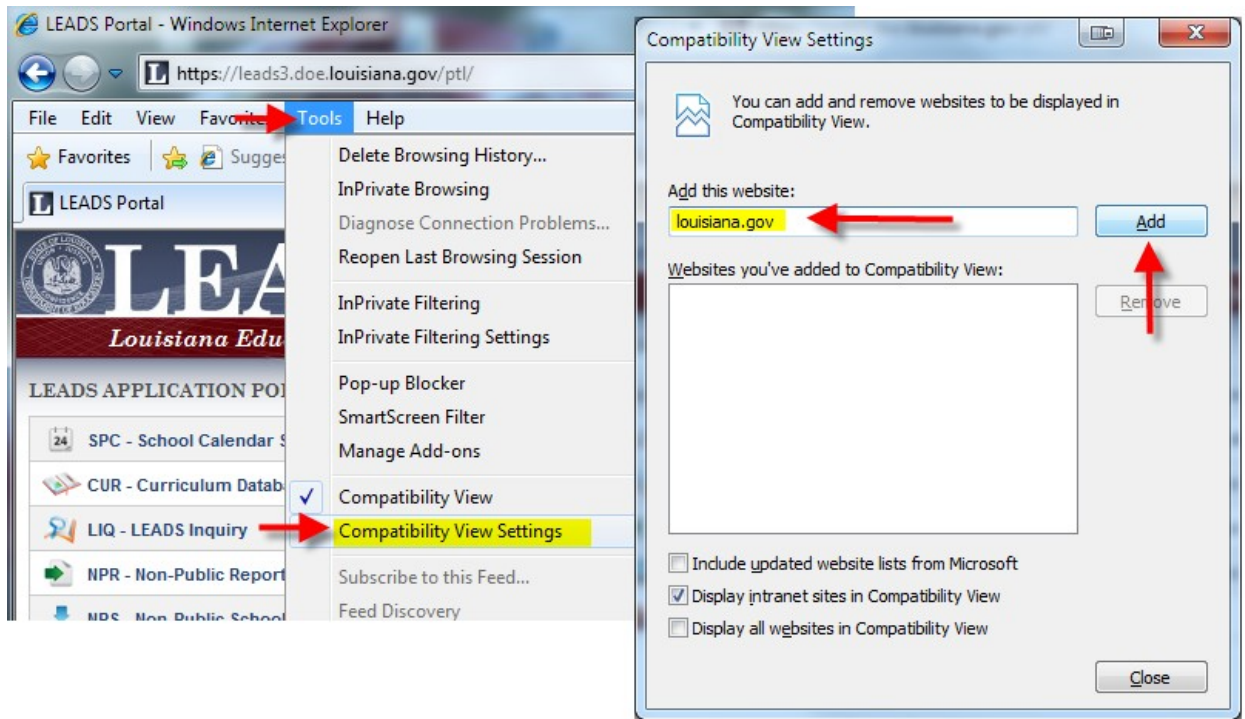 LEADS Portal - Windows Internet Explorer
https://leads3.doe.louisiana.gov/ptl/
File Edit View Tools Help
Favorites
LEADS Portal
Louisiana
LEADS APPLICATION
24 SPC - School Calendar
CUR - Curriculum
LIQ - LEADS Inquiry
NPR - Non-Public
Delete Browsing History...
InPrivate Browsing
Diagnose Connection Problems...
Reopen Last Browsing Session
InPrivate Filtering
InPrivate Filtering Settings
Pop-up Blocker
SmartScreen Filter
Manage Add-ons
Compatibility View
Compatibility View Settings
Subscribe to this Feed...
Feed Discovery
Compatibility View Settings
You can add and remove websites to be displayed in
Compatibility View.
Add this website:
louisiana.gov
Add
Websites you've added to Compatibility View:
Remove
Include updated website lists from Microsoft
Display intranet sites in Compatibility View
Display all websites in Compatibility View
Close